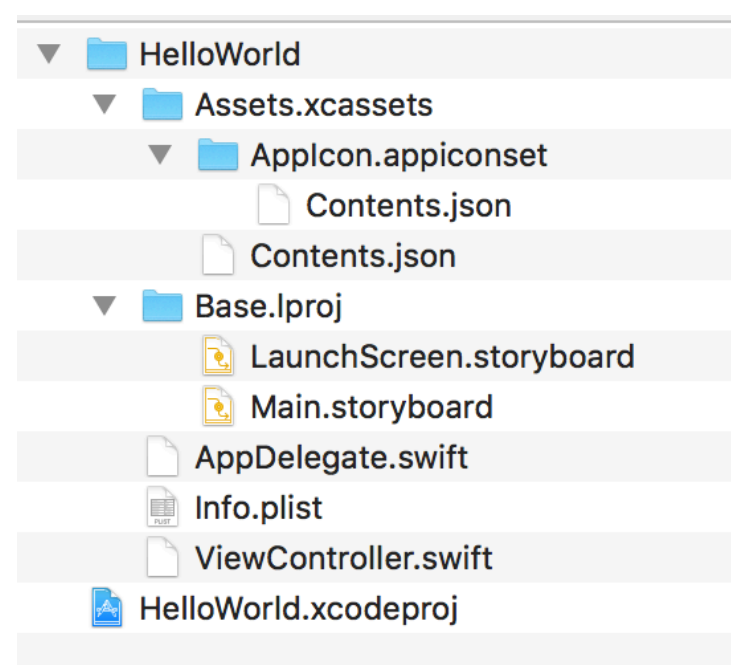 HelloWorld
Assets.xcassets
AppIcon.appiconset
Contents.json
Contents.json
Base.lproj
LaunchScreen.storyboard
Main.storyboard
AppDelegate.swift
Info.plist
PLIST
ViewController.swift
HelloWorld.xcodeproj